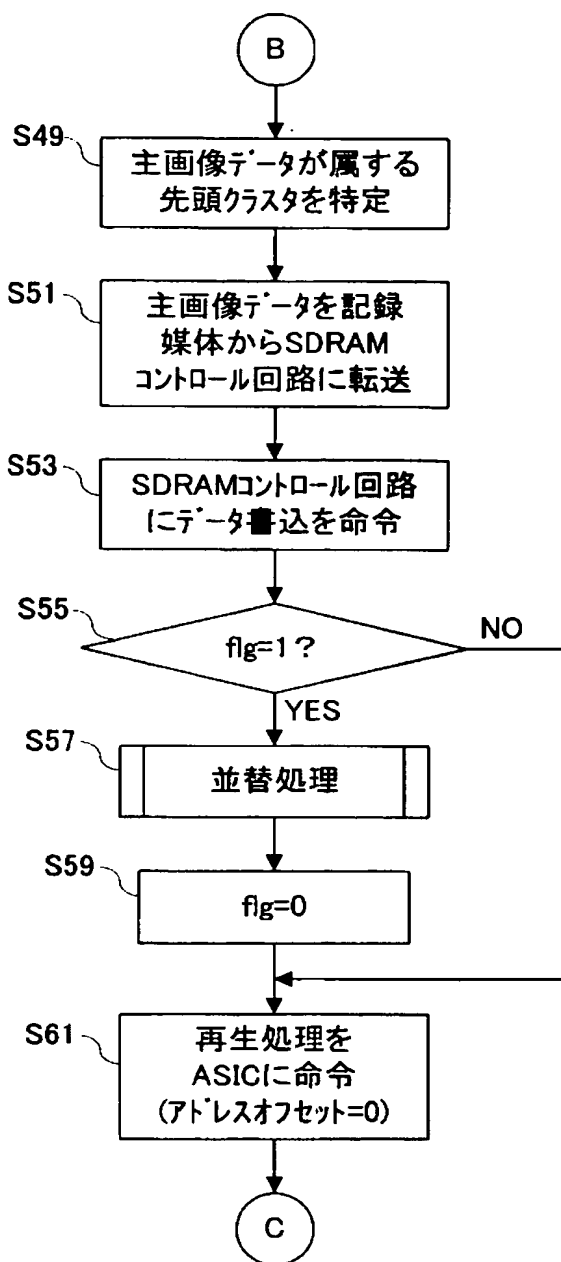 B
S49
主画像データが属する
先頭クラスタを特定
S51
主画像データを記録
媒体からSDRAM
コントロール回路に転送
S53
SDRAMコントロール回路
にデータ書込を命令
S55
flg=1？
NO
YES
S57
並替処理
S59
flg=0
S61
再生処理を
ASICに命令
(アドレスオフセット=0)
C